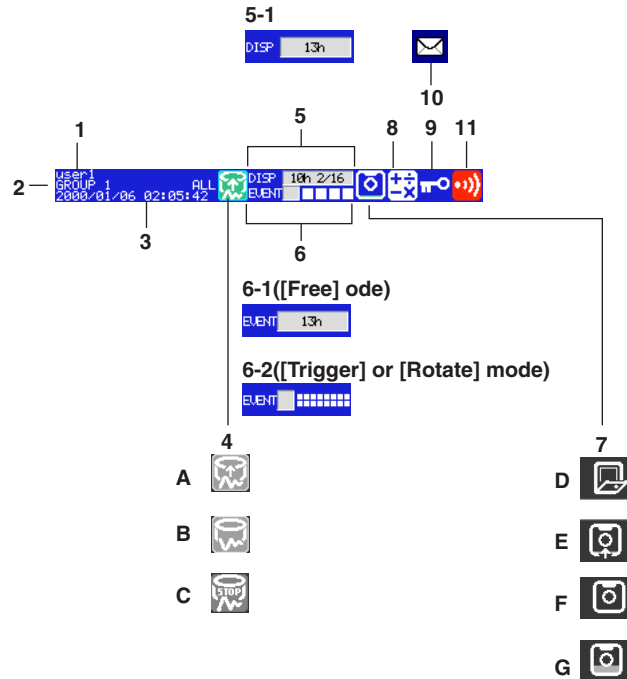 5-1
DISP 13h
10
5
1
8 9 11
user1
2 GROUP 1 ALL DISP 10h 2/16
2000/01/06 02:05:42 EVENT
3
6
6-1([Free] ode)
EVENT 13h
6-2([Trigger] or [Rotate] mode)
EVENT
4
7
A
D
B
E
C STOP
F
G